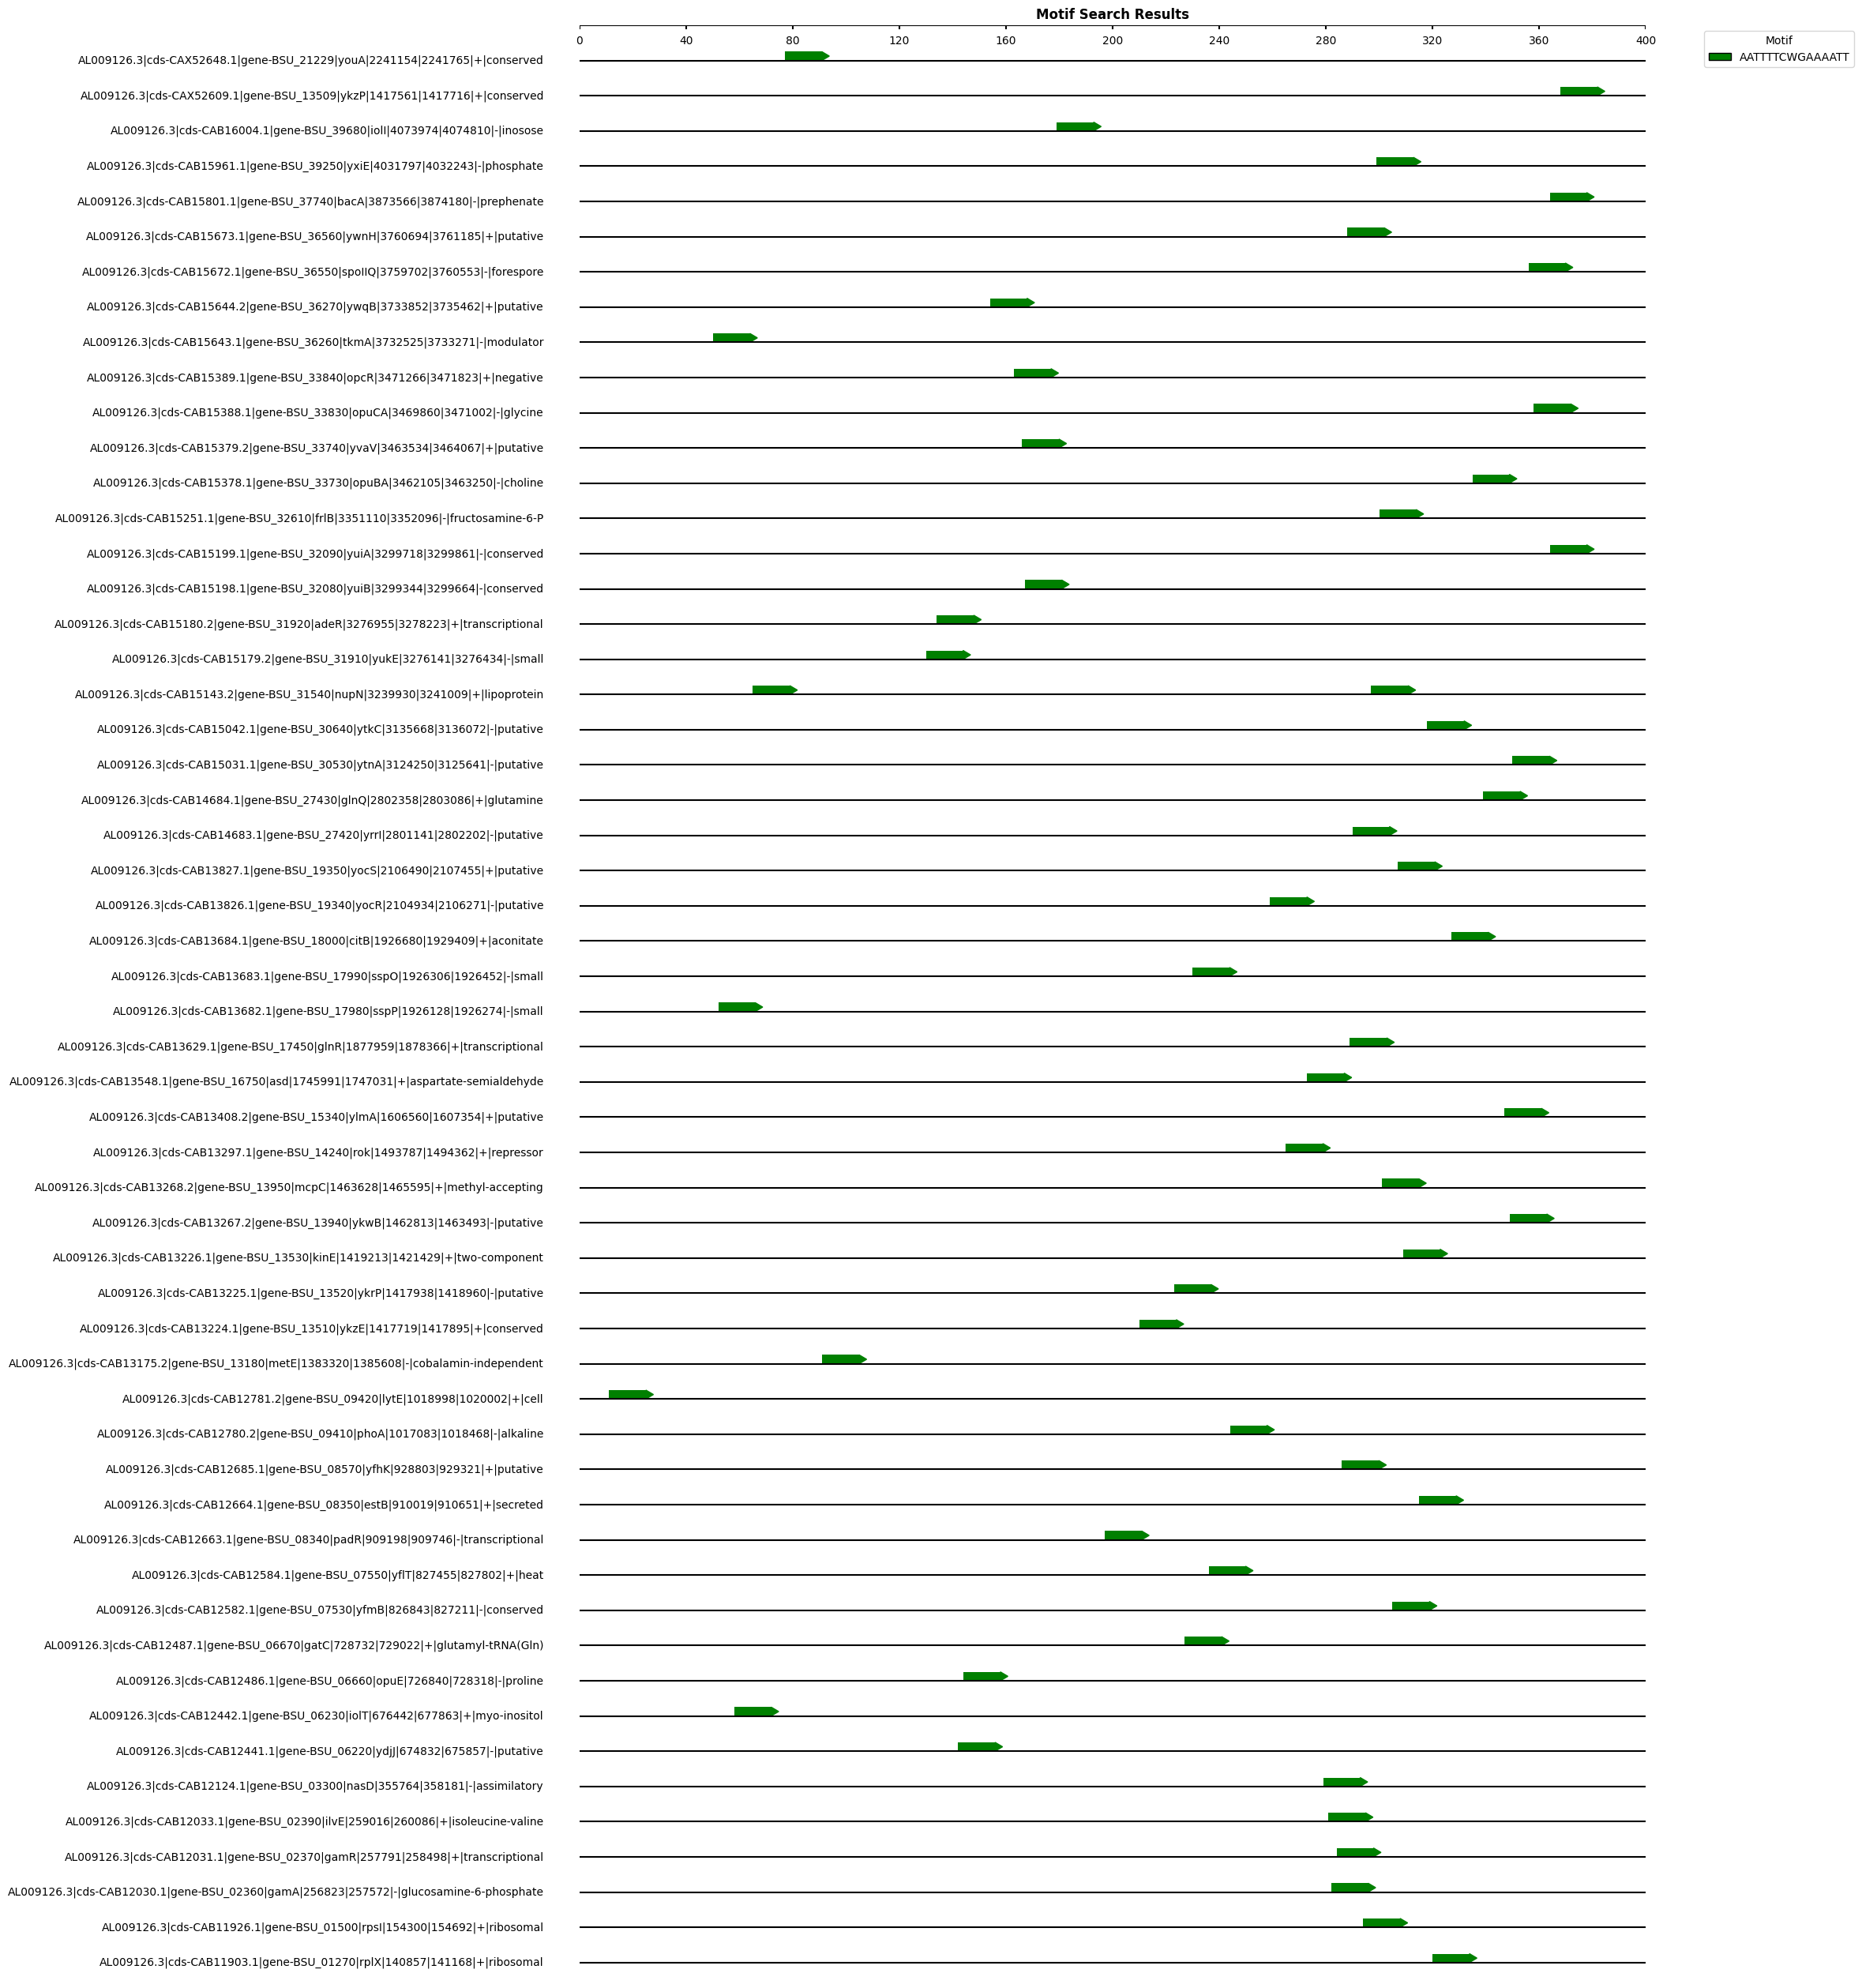 Motif Search Results
0 40 80 120 160 200 240 280 320 360 400
Motif
AATTTTCWGAAAATT
AL009126.3|cds-CAX52648.1|gene-BSU_21229|youA|2241154|2241765|+|conserved
AL009126.3|cds-CAX52609.1|gene-BSU_13509|ykzP|1417561|1417716|+|conserved
AL009126.3|cds-CAB16004.1|gene-BSU_39680|iolI|4073974|4074810|-|inosose
AL009126.3|cds-CAB15961.1|gene-BSU_39250|yxiE|4031797|4032243|-|phosphate
AL009126.3|cds-CAB15801.1|gene-BSU_37740|bacA|3873566|3874180|-|prephenate
AL009126.3|cds-CAB15673.1|gene-BSU_36560|ywnH|3760694|3761185|+|putative
AL009126.3|cds-CAB15672.1|gene-BSU_36550|spoIIQ|3759702|3760553|-|forespore
AL009126.3|cds-CAB15644.2|gene-BSU_36270|ywqB|3733852|3735462|+|putative
AL009126.3|cds-CAB15643.1|gene-BSU_36260|tkmA|3732525|3733271|-|modulator
AL009126.3|cds-CAB15389.1|gene-BSU_33840|opcR|3471266|3471823|+|negative
AL009126.3|cds-CAB15388.1|gene-BSU_33830|opuCA|3469860|3471002|-|glycine
AL009126.3|cds-CAB15379.2|gene-BSU_33740|yvaV|3463534|3464067|+|putative
AL009126.3|cds-CAB15378.1|gene-BSU_33730|opuBA|3462105|3463250|-|choline
AL009126.3|cds-CAB15251.1|gene-BSU_32610|frlB|3351110|3352096|-|fructosamine-6-P
AL009126.3|cds-CAB15199.1|gene-BSU_32090|yuiA|3299718|3299861|-|conserved
AL009126.3|cds-CAB15198.1|gene-BSU_32080|yuiB|3299344|3299664|-|conserved
AL009126.3|cds-CAB15180.2|gene-BSU_31920|adeR|3276955|3278223|+|transcriptional
AL009126.3|cds-CAB15179.2|gene-BSU_31910|yukE|3276141|3276434|-|small
AL009126.3|cds-CAB15143.2|gene-BSU_31540|nupN|3239930|3241009|+|lipoprotein
AL009126.3|cds-CAB15042.1|gene-BSU_30640|ytkC|3135668|3136072|-|putative
AL009126.3|cds-CAB15031.1|gene-BSU_30530|ytnA|3124250|3125641|-|putative
AL009126.3|cds-CAB14684.1|gene-BSU_27430|glnQ|2802358|2803086|+|glutamine
AL009126.3|cds-CAB14683.1|gene-BSU_27420|yrrI|2801141|2802202|-|putative
AL009126.3|cds-CAB13827.1|gene-BSU_19350|yocS|2106490|2107455|+|putative
AL009126.3|cds-CAB13826.1|gene-BSU_19340|yocR|2104934|2106271|-|putative
AL009126.3|cds-CAB13684.1|gene-BSU_18000|citB|1926680|1929409|+|aconitate
AL009126.3|cds-CAB13683.1|gene-BSU_17990|sspO|1926306|1926452|-|small
AL009126.3|cds-CAB13682.1|gene-BSU_17980|sspP|1926128|1926274|-|small
AL009126.3|cds-CAB13629.1|gene-BSU_17450|glnR|1877959|1878366|+|transcriptional
AL009126.3|cds-CAB13548.1|gene-BSU_16750|asd|1745991|1747031|+|aspartate-semialdehyde
AL009126.3|cds-CAB13408.2|gene-BSU_15340|ylmA|1606560|1607354|+|putative
AL009126.3|cds-CAB13297.1|gene-BSU_14240|rok|1493787|1494362|+|repressor
AL009126.3|cds-CAB13268.2|gene-BSU_13950|mcpC|1463628|1465595|+|methyl-accepting
AL009126.3|cds-CAB13267.2|gene-BSU_13940|ykwB|1462813|1463493|-|putative
AL009126.3|cds-CAB13226.1|gene-BSU_13530|kinE|1419213|1421429|+|two-component
AL009126.3|cds-CAB13225.1|gene-BSU_13520|ykrP|1417938|1418960|-|putative
AL009126.3|cds-CAB13224.1|gene-BSU_13510|ykzE|1417719|1417895|+|conserved
AL009126.3|cds-CAB13175.2|gene-BSU_13180|metE|1383320|1385608|-|cobalamin-independent
AL009126.3|cds-CAB12781.2|gene-BSU_09420|lytE|1018998|1020002|+|cell
AL009126.3|cds-CAB12780.2|gene-BSU_09410|phoA|1017083|1018468|-|alkaline
AL009126.3|cds-CAB12685.1|gene-BSU_08570|yfhK|928803|929321|+|putative
AL009126.3|cds-CAB12664.1|gene-BSU_08350|estB|910019|910651|+|secreted
AL009126.3|cds-CAB12663.1|gene-BSU_08340|padR|909198|909746|-|transcriptional
AL009126.3|cds-CAB12584.1|gene-BSU_07550|yflT|827455|827802|+|heat
AL009126.3|cds-CAB12582.1|gene-BSU_07530|yfmB|826843|827211|-|conserved
AL009126.3|cds-CAB12487.1|gene-BSU_06670|gatC|728732|729022|+|glutamyl-tRNA(Gln)
AL009126.3|cds-CAB12486.1|gene-BSU_06660|opuE|726840|728318|-|proline
AL009126.3|cds-CAB12442.1|gene-BSU_06230|iolT|676442|677863|+|myo-inositol
AL009126.3|cds-CAB12441.1|gene-BSU_06220|ydjJ|674832|675857|-|putative
AL009126.3|cds-CAB12124.1|gene-BSU_03300|nasD|355764|358181|-|assimilatory
AL009126.3|cds-CAB12033.1|gene-BSU_02390|ilvE|259016|260086|+|isoleucine-valine
AL009126.3|cds-CAB12031.1|gene-BSU_02370|gamR|257791|258498|+|transcriptional
AL009126.3|cds-CAB12030.1|gene-BSU_02360|gamA|256823|257572|-|glucosamine-6-phosphate
AL009126.3|cds-CAB11926.1|gene-BSU_01500|rpsI|154300|154692|+|ribosomal
AL009126.3|cds-CAB11903.1|gene-BSU_01270|rplX|140857|141168|+|ribosomal